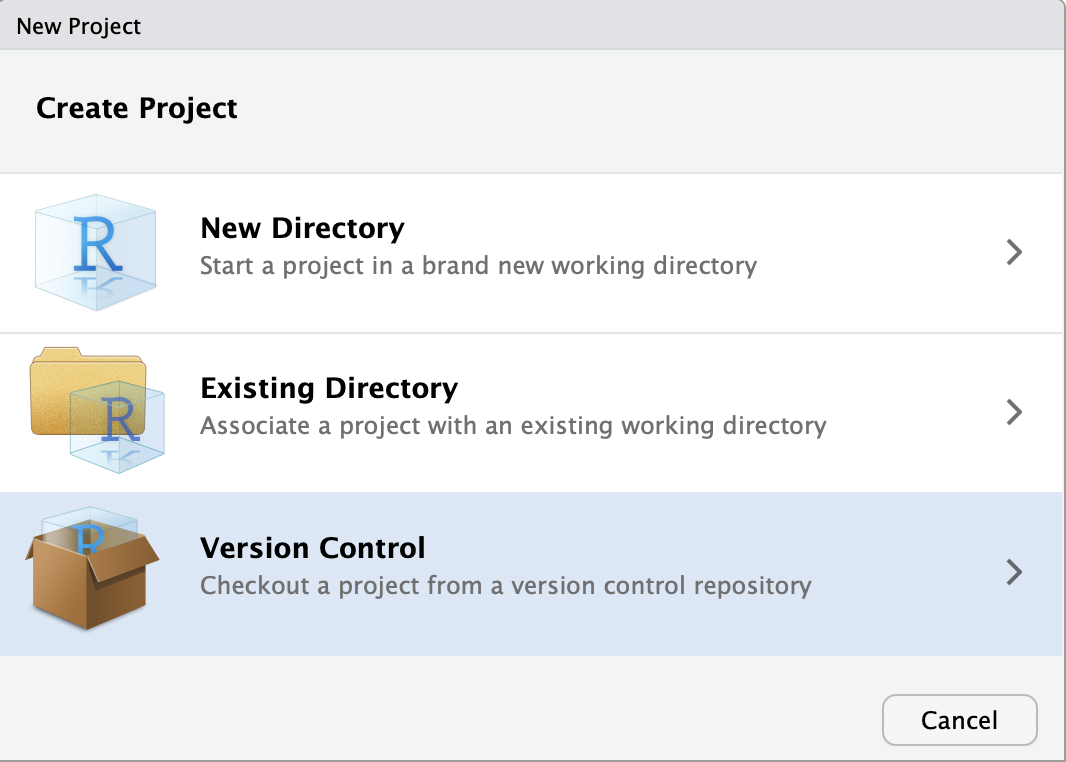 New Project
Create Project
R
New Directory
Start a project in a brand new working directory
R
Existing Directory
Associate a project with an existing working directory
R
Version Control
Checkout a project from a version control repository
Cancel